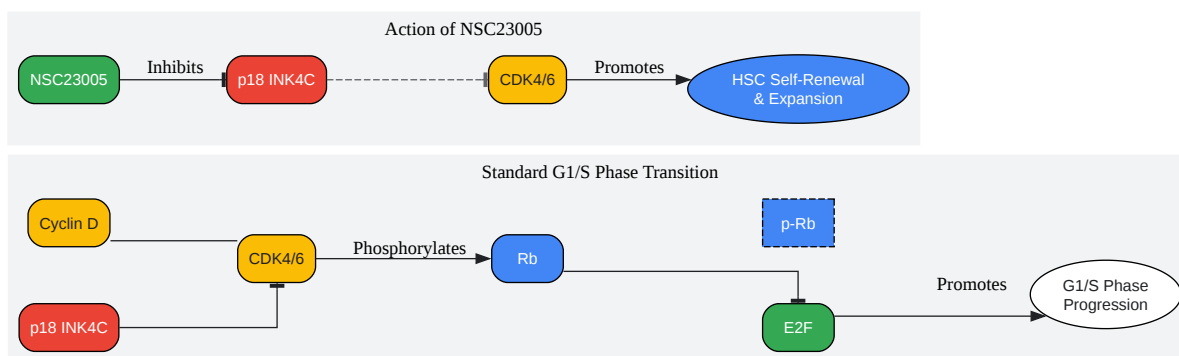 Action of NSC23005
NSC23005
Inhibits
p18 INK4C
CDK4/6
Promotes
HSC Self-Renewal
& Expansion
Standard G1/S Phase Transition
Cyclin D
p-Rb
CDK4/6
Phosphorylates
Rb
p18 INK4C
E2F
Promotes
G1/S Phase
Progression